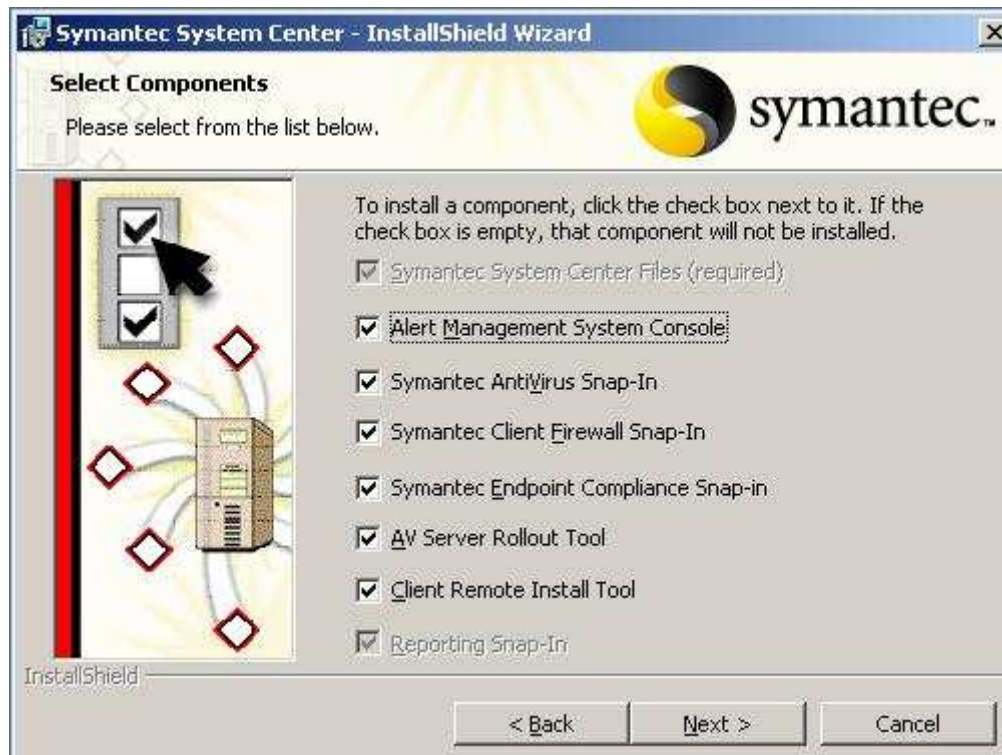 Symantec System Center - InstallShield Wizard
Select Components
Please select from the list below.
symantec.
To install a component, click the check box next to it. If the
check box is empty, that component will not be installed.
Symantec System Center Files (required)
Alert Management System Console
Symantec AntiVirus Snap-In
Symantec Client Firewall Snap-In
Symantec Endpoint Compliance Snap-in
AV Server Rollout Tool
Client Remote Install Tool
Reporting Snap-In
InstallShield
< Back
Next >
Cancel